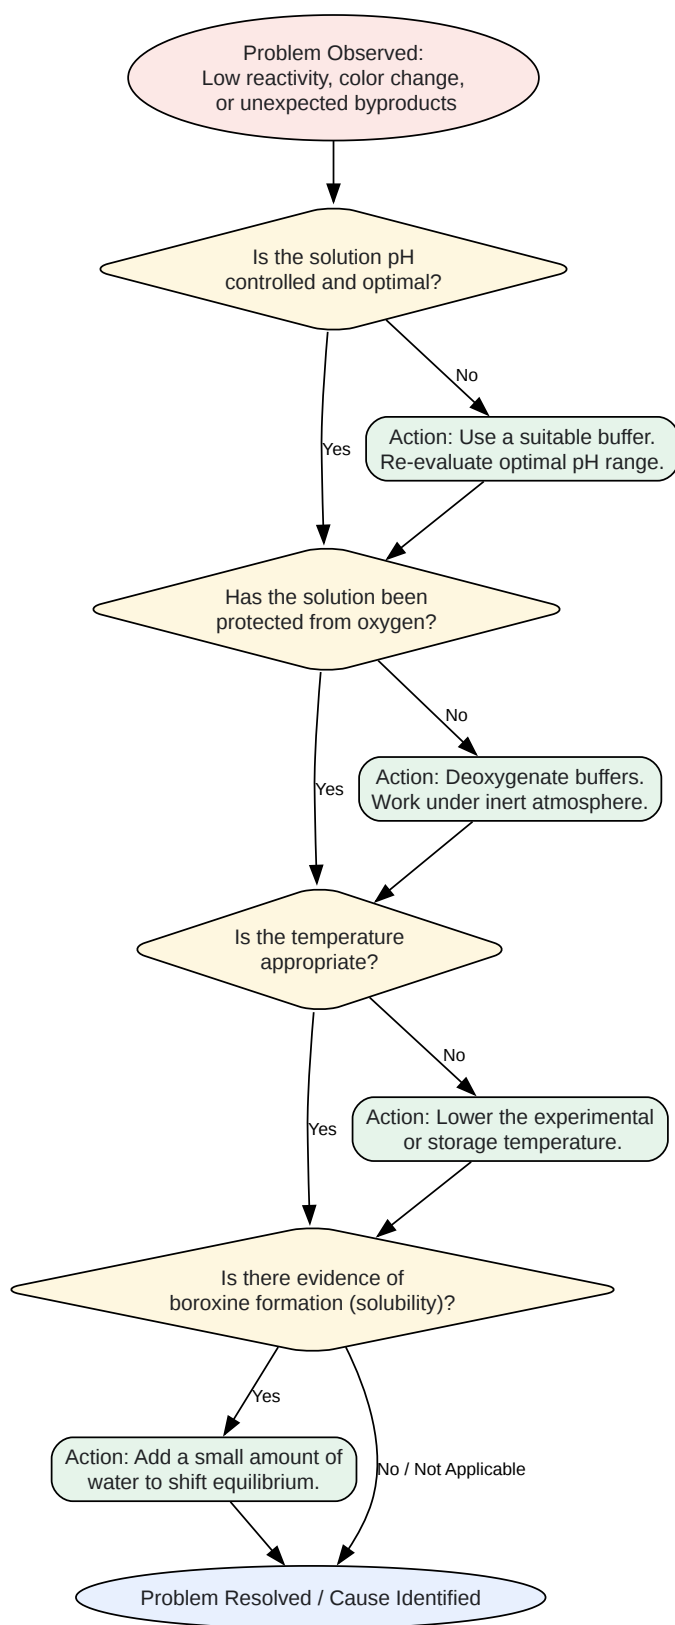 Problem Observed:
Low reactivity, color change,
or unexpected byproducts
Is the solution pH
controlled and optimal?
No
Yes
Action: Use a suitable buffer.
Re-evaluate optimal pH range.
Has the solution been
protected from oxygen?
No
Yes
Action: Deoxygenate buffers.
Work under inert atmosphere.
Is the temperature
appropriate?
No
Yes
Action: Lower the experimental
or storage temperature.
Is there evidence of
boroxine formation (solubility)?
Yes
Action: Add a small amount of
water to shift equilibrium.
No / Not Applicable
Problem Resolved / Cause Identified